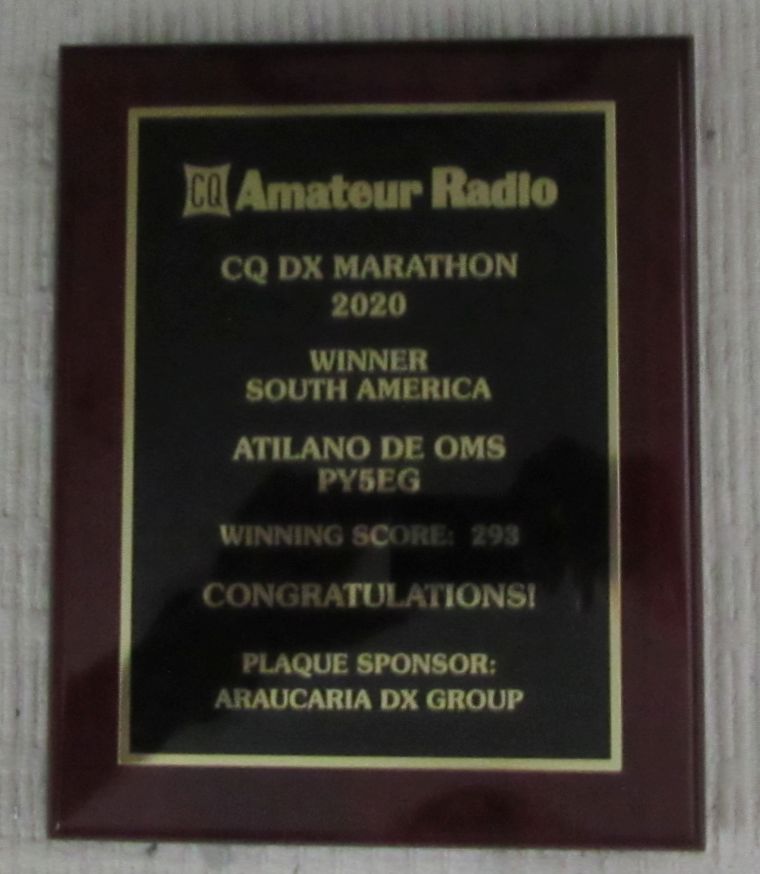 CQ Amateur Radio
CQ DX MARATHON
2020
WINNER
SOUTH AMERICA
ATILANO DE OMS
PY5EG
WINNING SCORE: 293
CONGRATULATIONS!
PLAQUE SPONSOR:
ARAUCARIA DX GROUP